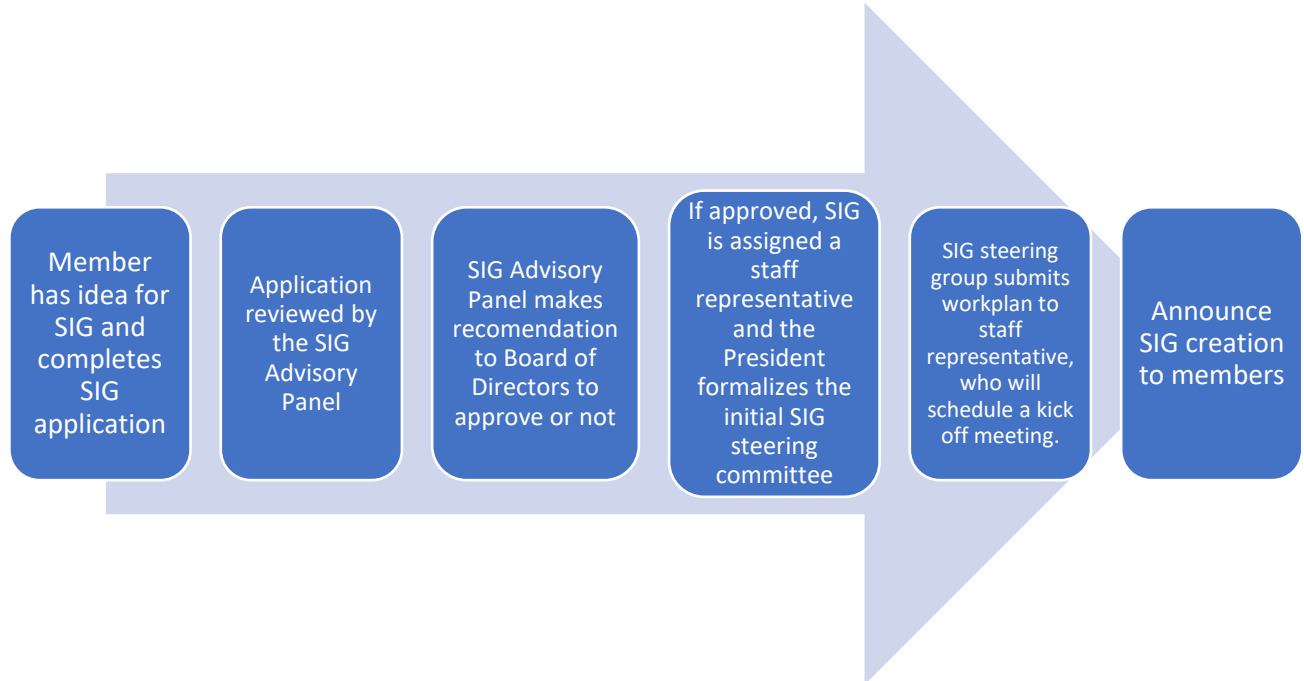 Member
has idea for
SIG and
completes
SIG
application
Application
reviewed by
the SIG
Advisory
Panel
SIG Advisory
Panel makes
recomendation
to Board of
Directors to
approve or not
If approved, SIG
is assigned a
staff
representative
and the
President
formalizes the
initial SIG
steering
committee
SIG steering
group submits
workplan to
staff
representative,
who will
schedule a kick
off meeting.
Announce
SIG creation
to members